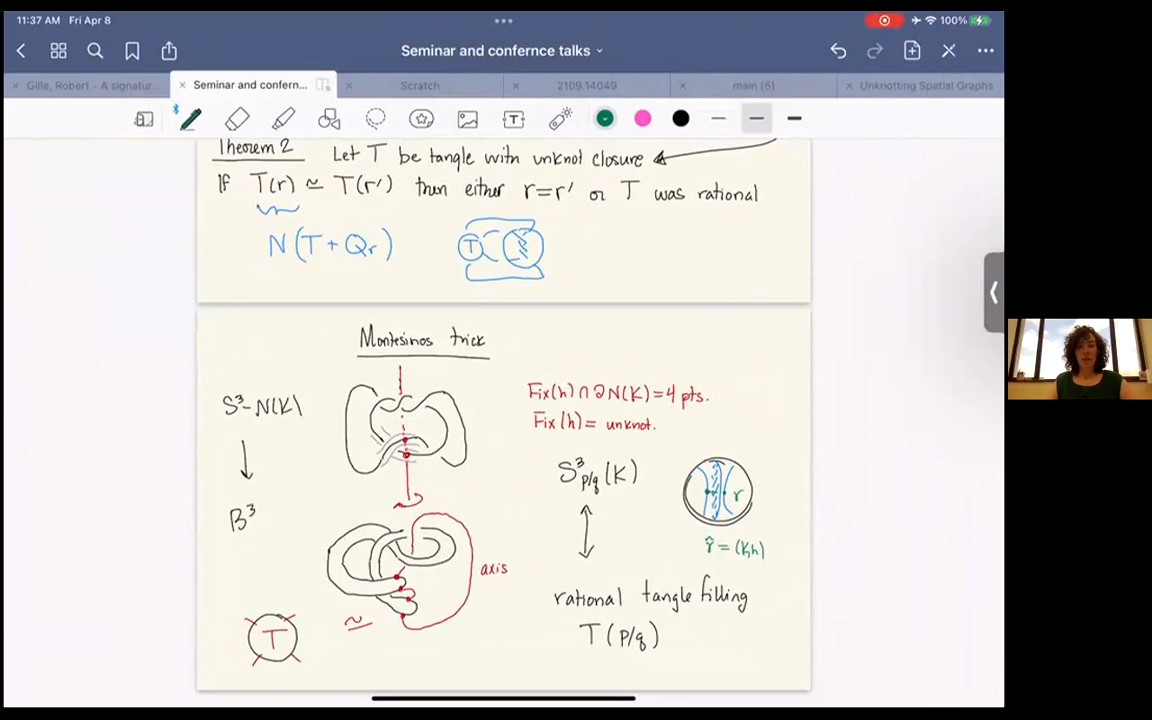 11:37 AM Fri Apr 8
100%
Seminar and confernce talks
Gille, Robert - A signatur...
Seminar and confern...
Scratch
2109.14049
main (5)
Unknotting Spatial Graphs
Theorem 2 Let T be tangle with unknot closure
If T(r) ≃ T(r') then either r=r' or T was rational
N(T+Qr)
T
Montesinos trick
S³-N(K)
B³
T
≃
axis
Fix(h)∩∂N(K)=4 pts.
Fix(h)= unknot.
S³p/q(K)
r
r̂ = (K,h)
rational tangle filling
T(p/q)